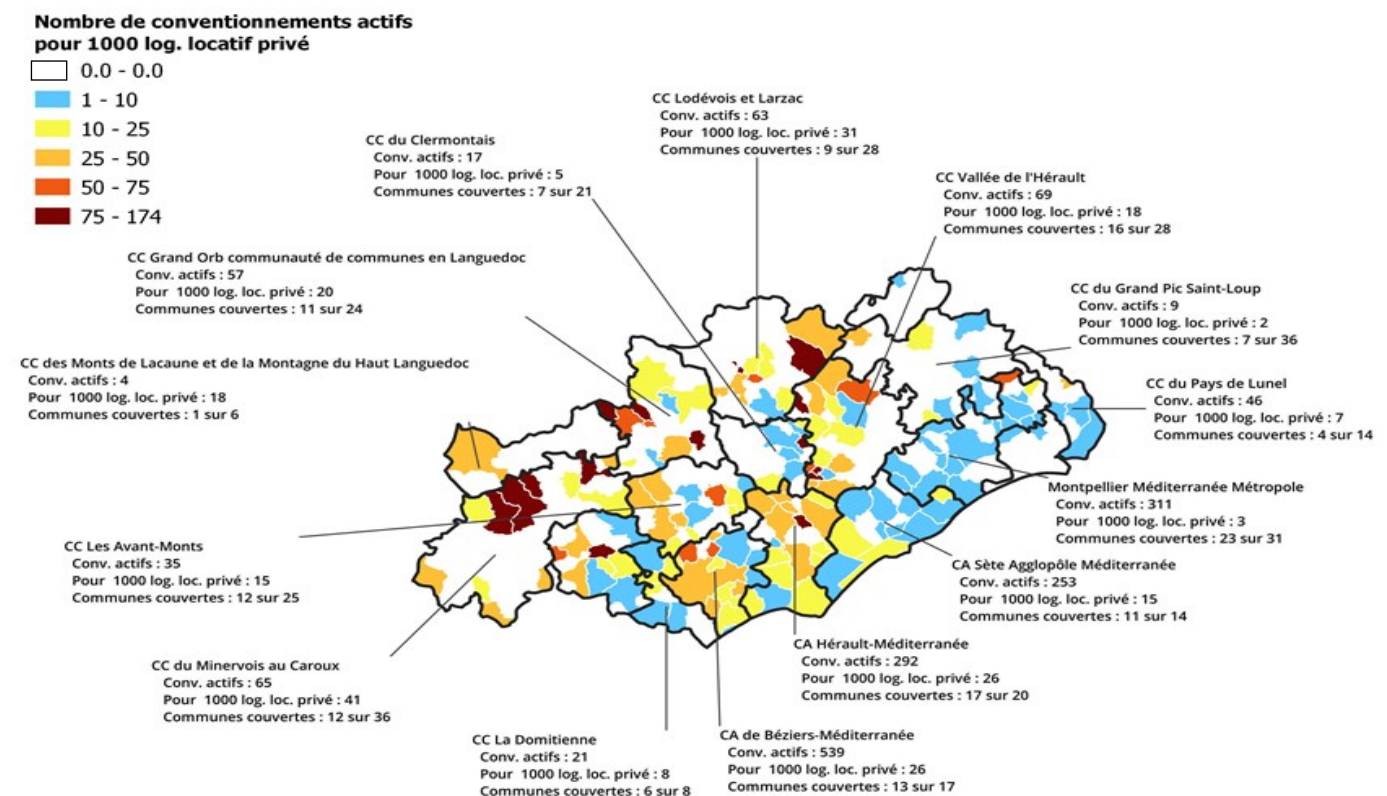 Nombre de conventionnements actifs
pour 1000 log. locatif privé
0.0 - 0.0
1 - 10
10 - 25
25 - 50
50 - 75
75 - 174
CC Lodévois et Larzac
Conv. actifs : 63
Pour 1000 log. loc. privé : 31
Communes couvertes : 9 sur 28
CC du Clermontais
Conv. actifs : 17
Pour 1000 log. loc. privé : 5
Communes couvertes : 7 sur 21
CC Vallée de l'Hérault
Conv. actifs : 69
Pour 1000 log. loc. privé : 18
Communes couvertes : 16 sur 28
CC Grand Orb communauté de communes en Languedoc
Conv. actifs : 57
Pour 1000 log. loc. privé : 20
Communes couvertes : 11 sur 24
CC du Grand Pic Saint-Loup
Conv. actifs : 9
Pour 1000 log. loc. privé : 2
Communes couvertes : 7 sur 36
CC des Monts de Lacaune et de la Montagne du Haut Languedoc
Conv. actifs : 4
Pour 1000 log. loc. privé : 18
Communes couvertes : 1 sur 6
CC du Pays de Lunel
Conv. actifs : 46
Pour 1000 log. loc. privé : 7
Communes couvertes : 4 sur 14
Montpellier Méditerranée Métropole
Conv. actifs : 311
Pour 1000 log. loc. privé : 3
Communes couvertes : 23 sur 31
CC Les Avant-Monts
Conv. actifs : 35
Pour 1000 log. loc. privé : 15
Communes couvertes : 12 sur 25
CA Sète Agglopôle Méditerranée
Conv. actifs : 253
Pour 1000 log. loc. privé : 15
Communes couvertes : 11 sur 14
CA Hérault-Méditerranée
Conv. actifs : 292
Pour 1000 log. loc. privé : 26
Communes couvertes : 17 sur 20
CC du Minervois au Caroux
Conv. actifs : 65
Pour 1000 log. loc. privé : 41
Communes couvertes : 12 sur 36
CC La Domitienne
Conv. actifs : 21
Pour 1000 log. loc. privé : 8
Communes couvertes : 6 sur 8
CA de Béziers-Méditerranée
Conv. actifs : 539
Pour 1000 log. loc. privé : 26
Communes couvertes : 13 sur 17